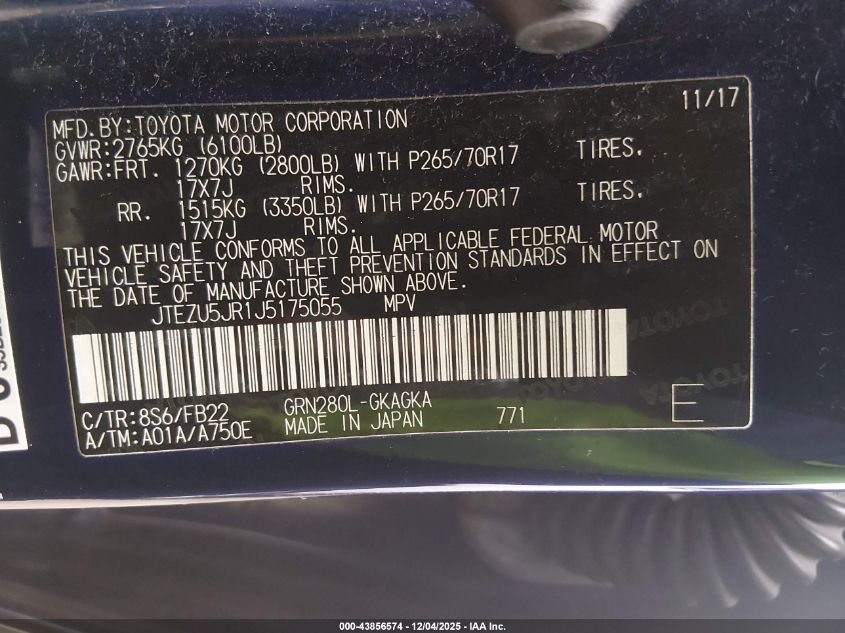 11/17
MFD.BY:TOYOTA MOTOR CORPORATION
GVWR:2765KG (6100LB)
GAWR:FRT. 1270KG (2800LB) WITH P265/70R17 TIRES.
17X7J RIMS.
RR. 1515KG (3350LB) WITH P265/70R17 TIRES.
17X7J RIMS.
THIS VEHICLE CONFORMS TO ALL APPLICABLE FEDERAL MOTOR
VEHICLE SAFETY AND THEFT PREVENTION STANDARDS IN EFFECT ON
THE DATE OF MANUFACTURE SHOWN ABOVE.
JTEZU5JR1J5175055 MPV
C/TR:8S6/FB22 GRN280L-GKAGKA
A/TM:A01A/A750E MADE IN JAPAN 771 E
000-43856574 | 12/04/2025 - IAA Inc.